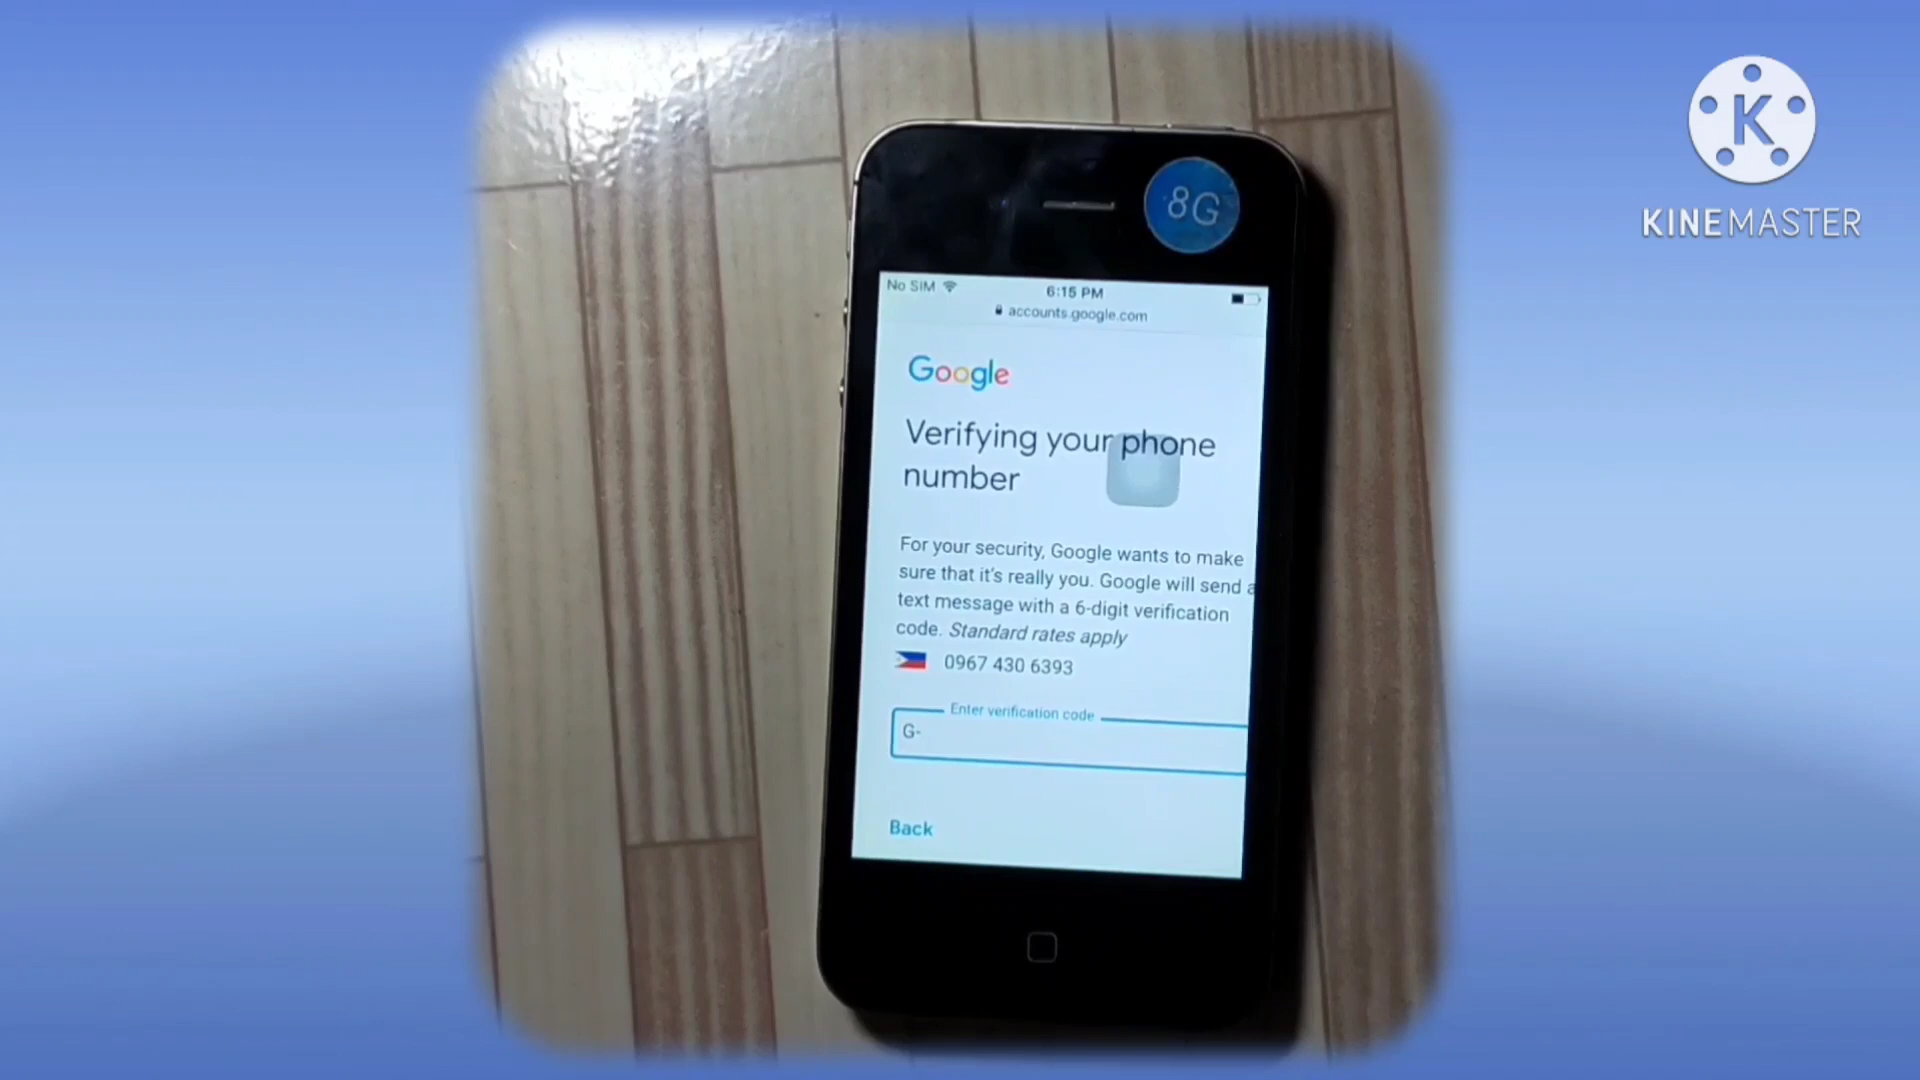 K
KINEMASTER
8G
No SIM 6:15 PM
accounts.google.com
Google
Verifying your phone
number
For your security, Google wants to make
sure that it's really you. Google will send a
text message with a 6-digit verification
code. Standard rates apply
0967 430 6393
Enter verification code
G-
Back